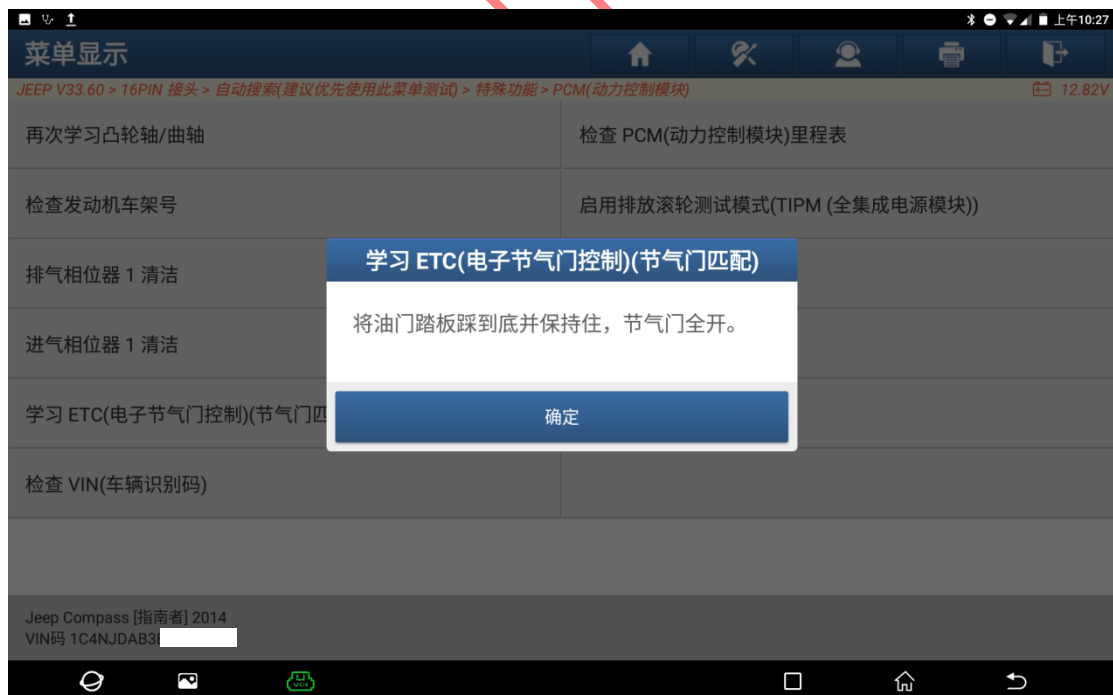 上午10:27
菜单显示
JEEP V33.60 > 16PIN 接头 > 自动搜索(建议优先使用此菜单测试) > 特殊功能 > PCM(动力控制模块)
12.82V
再次学习凸轮轴/曲轴
检查 PCM(动力控制模块)里程表
检查发动机车架号
启用排放滚轮测试模式(TIPM (全集成电源模块))
学习 ETC(电子节气门控制)(节气门匹配)
排气相位器 1 清洁
将油门踏板踩到底并保持住，节气门全开。
进气相位器 1 清洁
学习 ETC(电子节气门控制)(节气门匹
确定
检查 VIN(车辆识别码)
Jeep Compass [指南者] 2014
VIN码 1C4NJDAB3
VCI